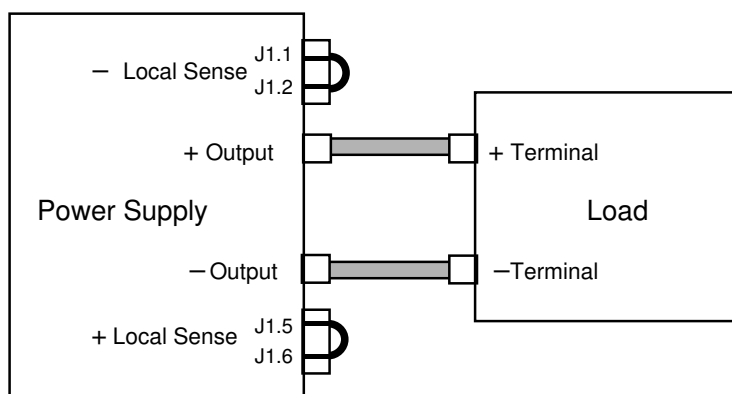 J1.1
− Local Sense
J1.2
+ Output
+ Terminal
Power Supply
Load
− Output
−Terminal
J1.5
+ Local Sense
J1.6